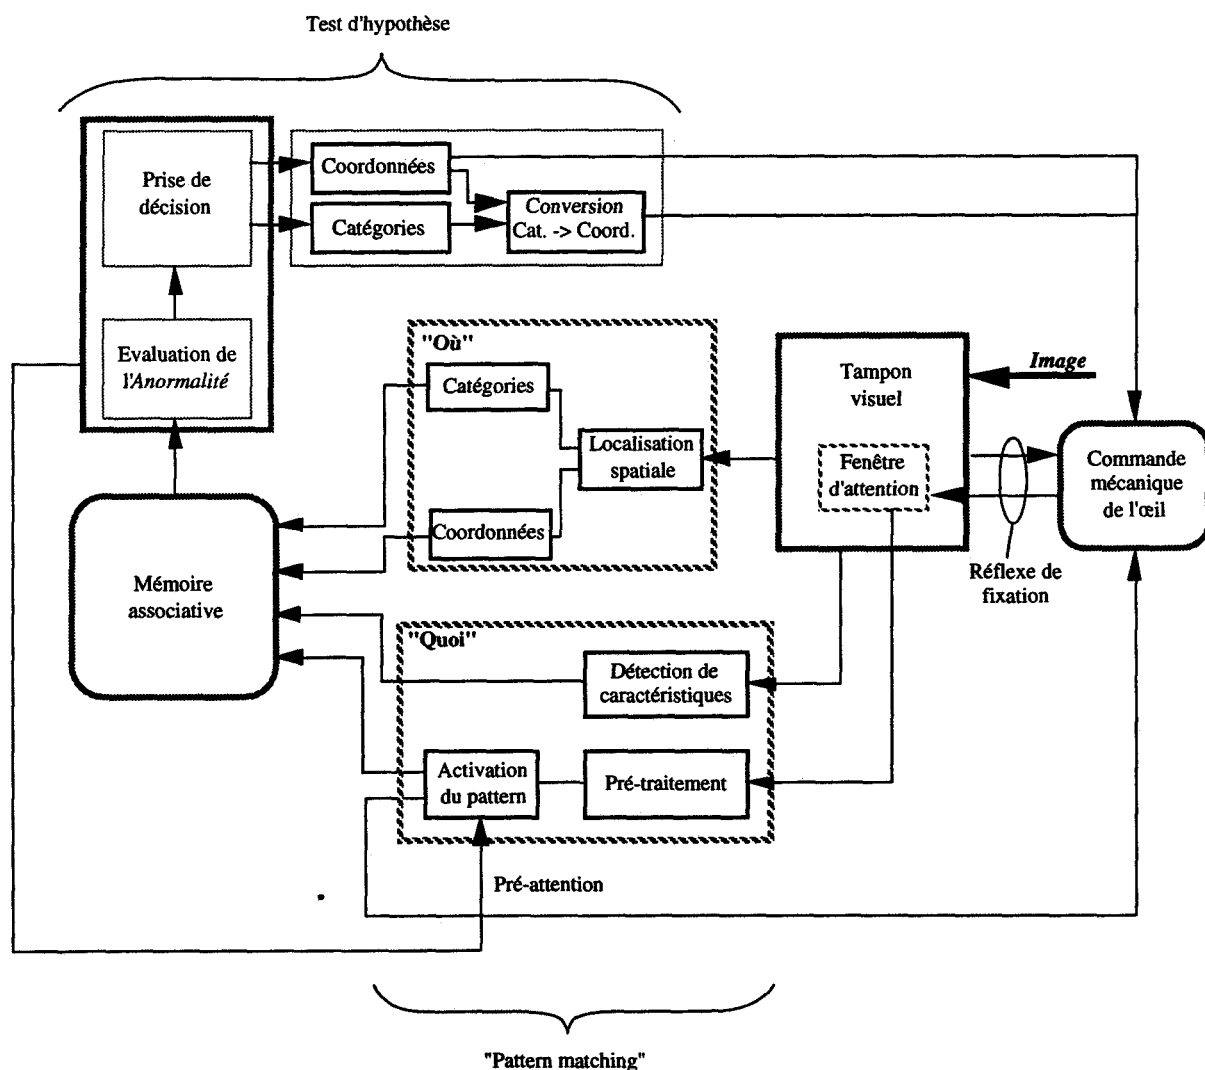 Test d'hypothèse
Prise de
décision
Coordonnées
Catégories
Conversion
Cat. -> Coord.
Evaluation de
l'Anormalité
"Où"
Catégories
Localisation
spatiale
Coordonnées
Tampon
visuel
Fenêtre
d'attention
Image
Commande
mécanique
de l'œil
Réflexe de
fixation
Mémoire
associative
"Quoi"
Détection de
caractéristiques
Activation
du pattern
Pré-traitement
Pré-attention
"Pattern matching"